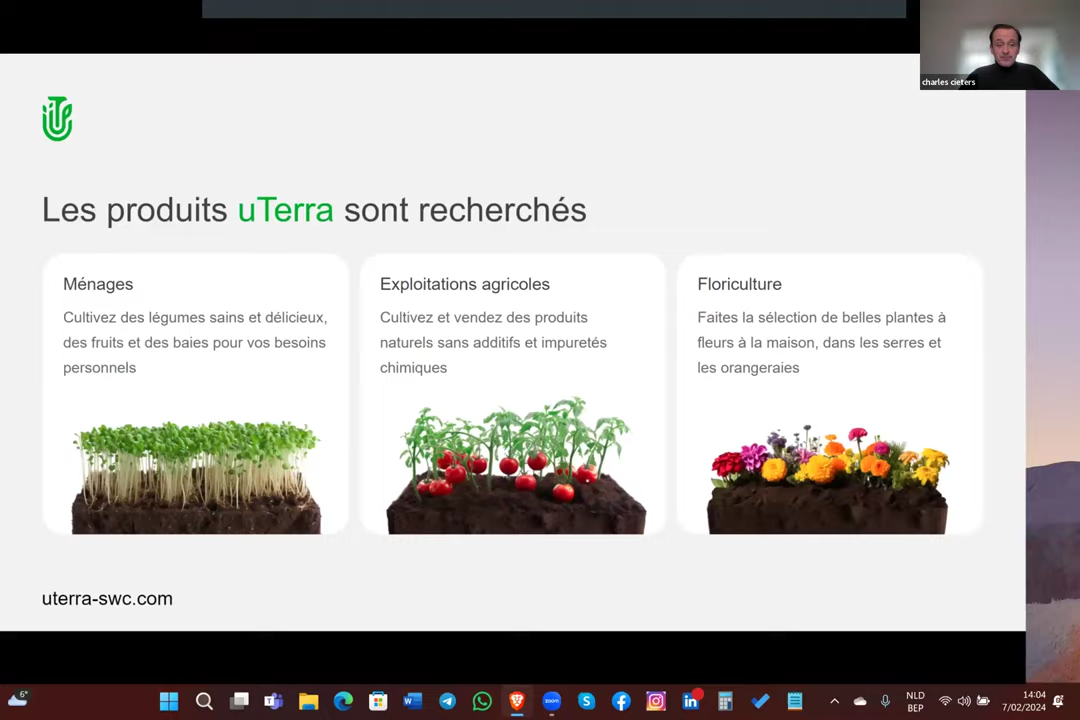 charles cieters
Les produits uTerra sont recherchés
Ménages
Cultivez des légumes sains et délicieux,
des fruits et des baies pour vos besoins
personnels
Exploitations agricoles
Cultivez et vendez des produits
naturels sans additifs et impuretés
chimiques
Floriculture
Faites la sélection de belles plantes à
fleurs à la maison, dans les serres et
les orangeraies
uterra-swc.com
6°
zoom
NLD
BEP
14:04
7/02/2024